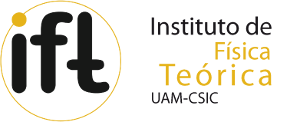 ift
Instituto de
Física
Teórica
UAM-CSIC